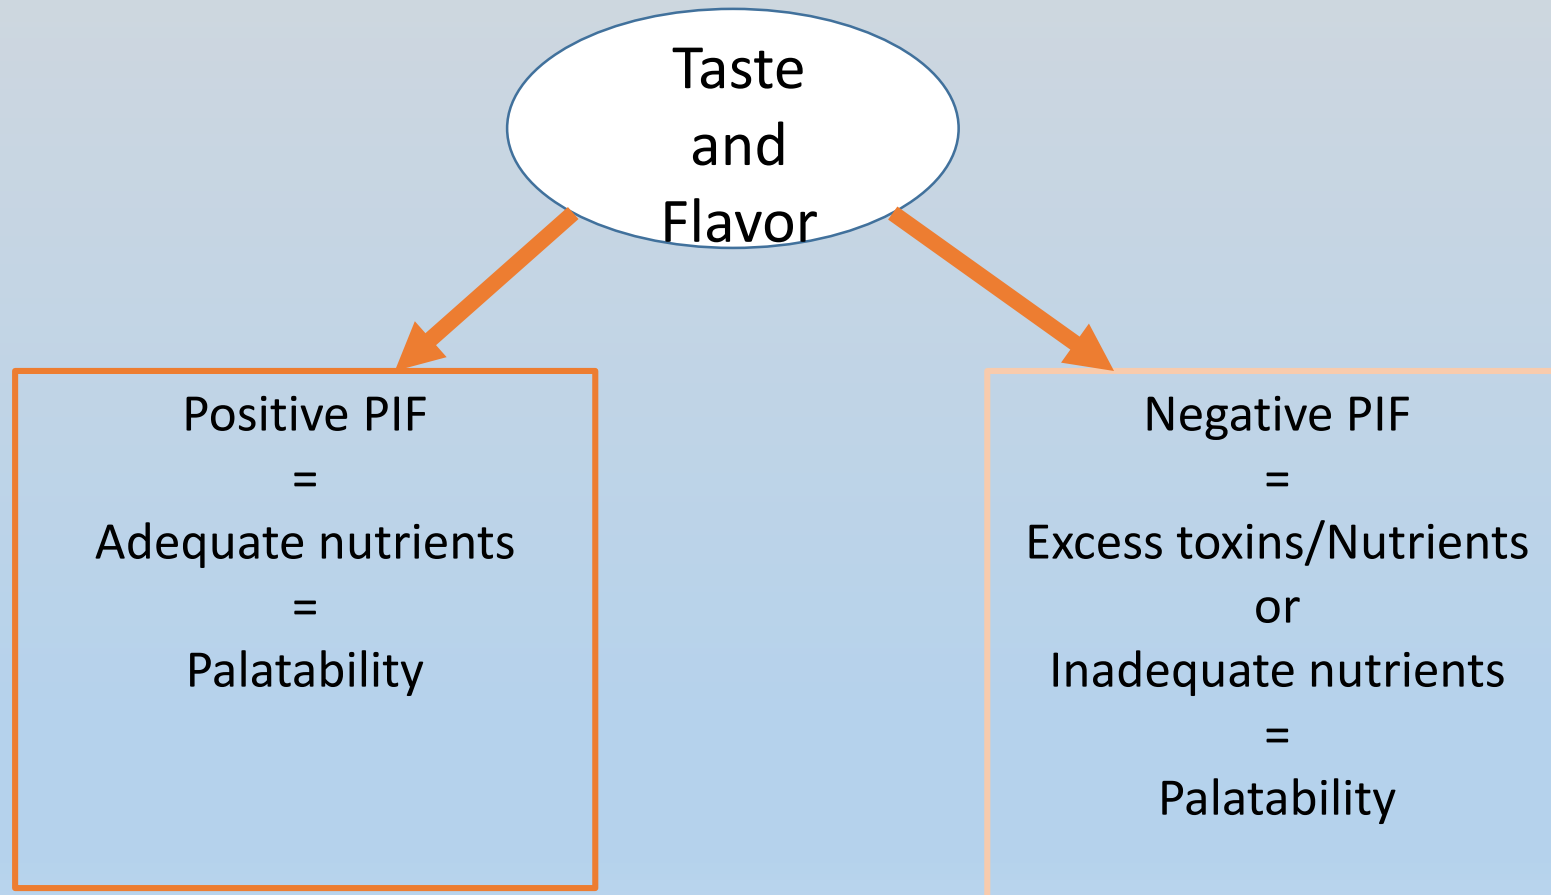 Taste
and
Flavor
Positive PIF
=
Adequate nutrients
=
Palatability
Negative PIF
=
Excess toxins/Nutrients
or
Inadequate nutrients
=
Palatability